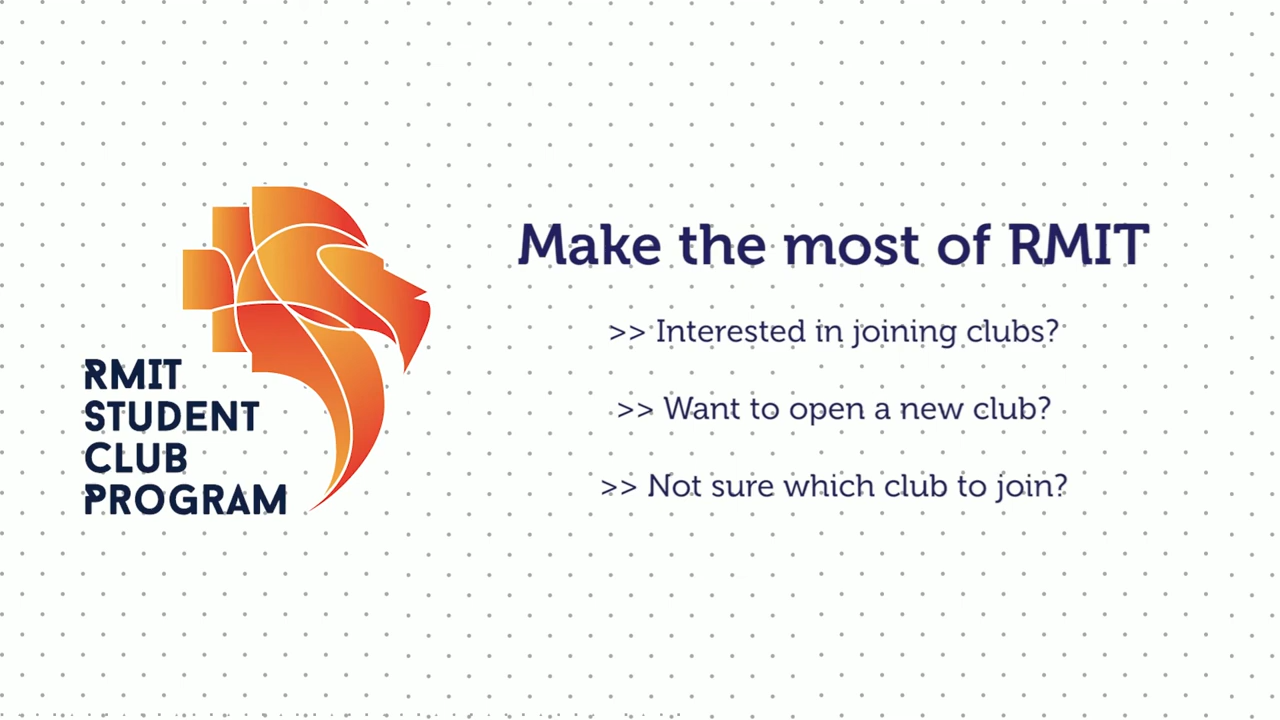 RMIT
STUDENT
CLUB
PROGRAM
Make the most of RMIT
>> Interested in joining clubs?
>> Want to open a new club?
>> Not sure which club to join?